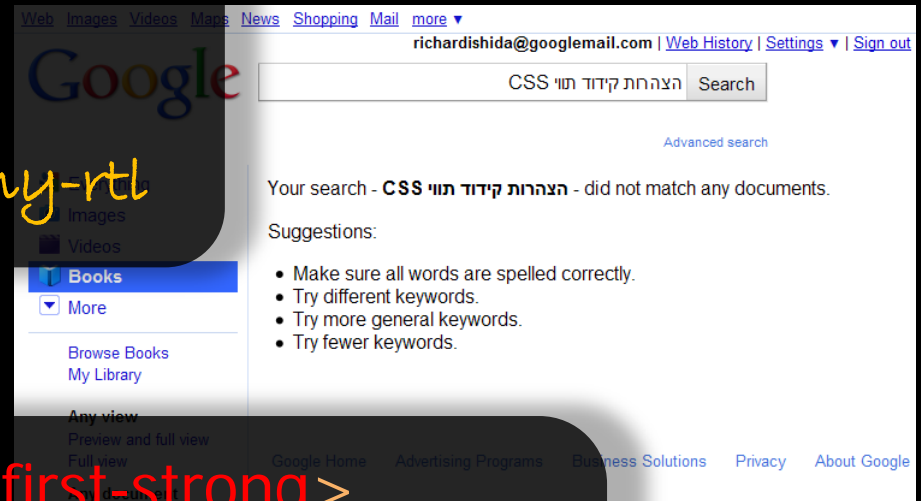 Web Images Videos Maps News Shopping Mail more ▼
richardishida@googlemail.com | Web History | Settings ▼ | Sign out
Google
הצהרות קידוד תווי CSS Search
Advanced search
ny-rtl
Everything
Images
Videos
Books
More
Browse Books
My Library
Any view
Preview and full view
Full view
Your search - הצהרות קידוד תווי CSS - did not match any documents.
Suggestions:
• Make sure all words are spelled correctly.
• Try different keywords.
• Try more general keywords.
• Try fewer keywords.
Google Home Advertising Programs Business Solutions Privacy About Google
first-strong>
Any document